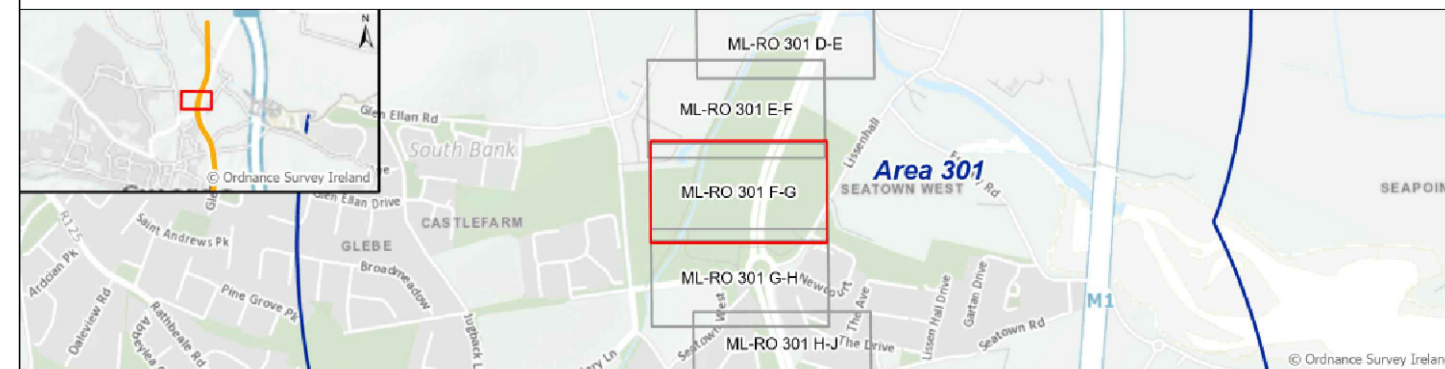 N
© Ordnance Survey Ireland
Glen Ellan Rd
South Bank
Glen Ellan Drive
R125
Saint Andrews Pk
CASTLEFARM
GLEBE
Broadmeadow
Ardcian Pk
Pine Grove Pk
Daleview Rd
Rathbeale Rd
Jugback L
ML-RO 301 D-E
ML-RO 301 E-F
ML-RO 301 F-G
ML-RO 301 G-H
ML-RO 301 H-J
Lissenhall
Area 301
SEATOWN WEST
SEAPOIN
Newport
Seatown West
The Ave
The Drive
Lissen Hall Drive
Gartan Drive
Seatown Rd
M1
© Ordnance Survey Irelan